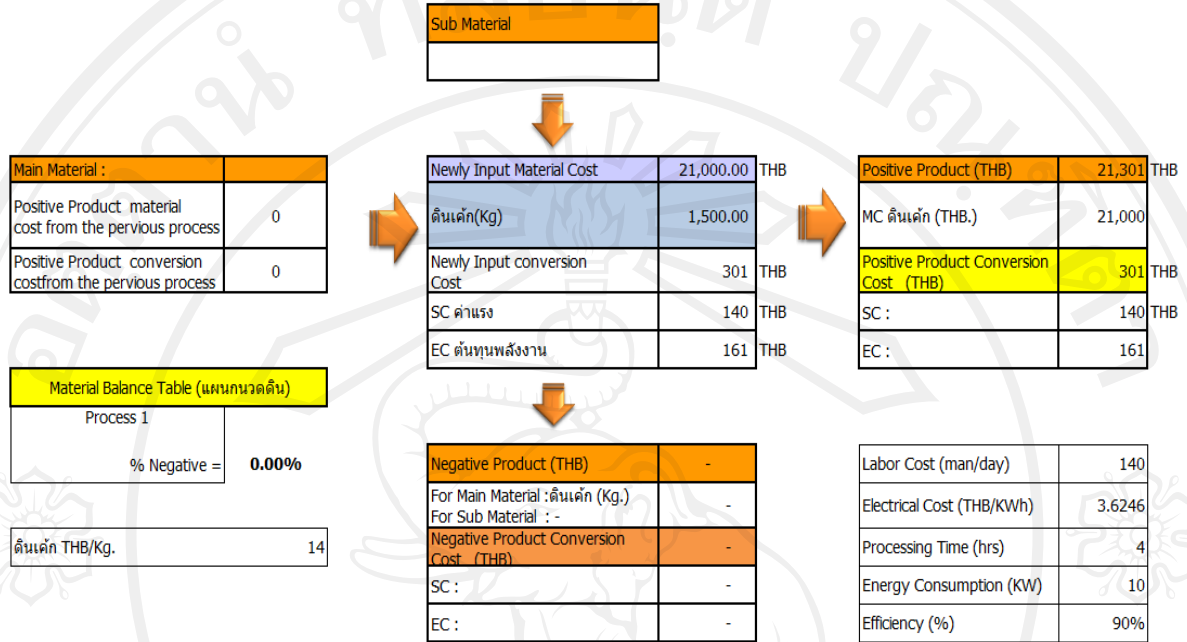 Sub Material
Main Material :
Positive Product material
cost from the pervious process
0
Positive Product conversion
costfrom the pervious process
0
Newly Input Material Cost 21,000.00 THB
ดินเค้ก(Kg) 1,500.00
Newly Input conversion
Cost
301 THB
SC ค่าแรง 140 THB
EC ต้นทุนพลังงาน 161 THB
Positive Product (THB) 21,301 THB
MC ดินเค้ก (THB.) 21,000
Positive Product Conversion
Cost (THB)
301 THB
SC : 140 THB
EC : 161
Material Balance Table (แผนกนวดดิน)
Process 1
% Negative = 0.00%
ดินเค้ก THB/Kg. 14
Negative Product (THB) -
For Main Material :ดินเค้ก (Kg.)
For Sub Material : -
-
Negative Product Conversion
Cost (THB)
-
SC : -
EC : -
Labor Cost (man/day) 140
Electrical Cost (THB/KWh) 3.6246
Processing Time (hrs) 4
Energy Consumption (KW) 10
Efficiency (%) 90%